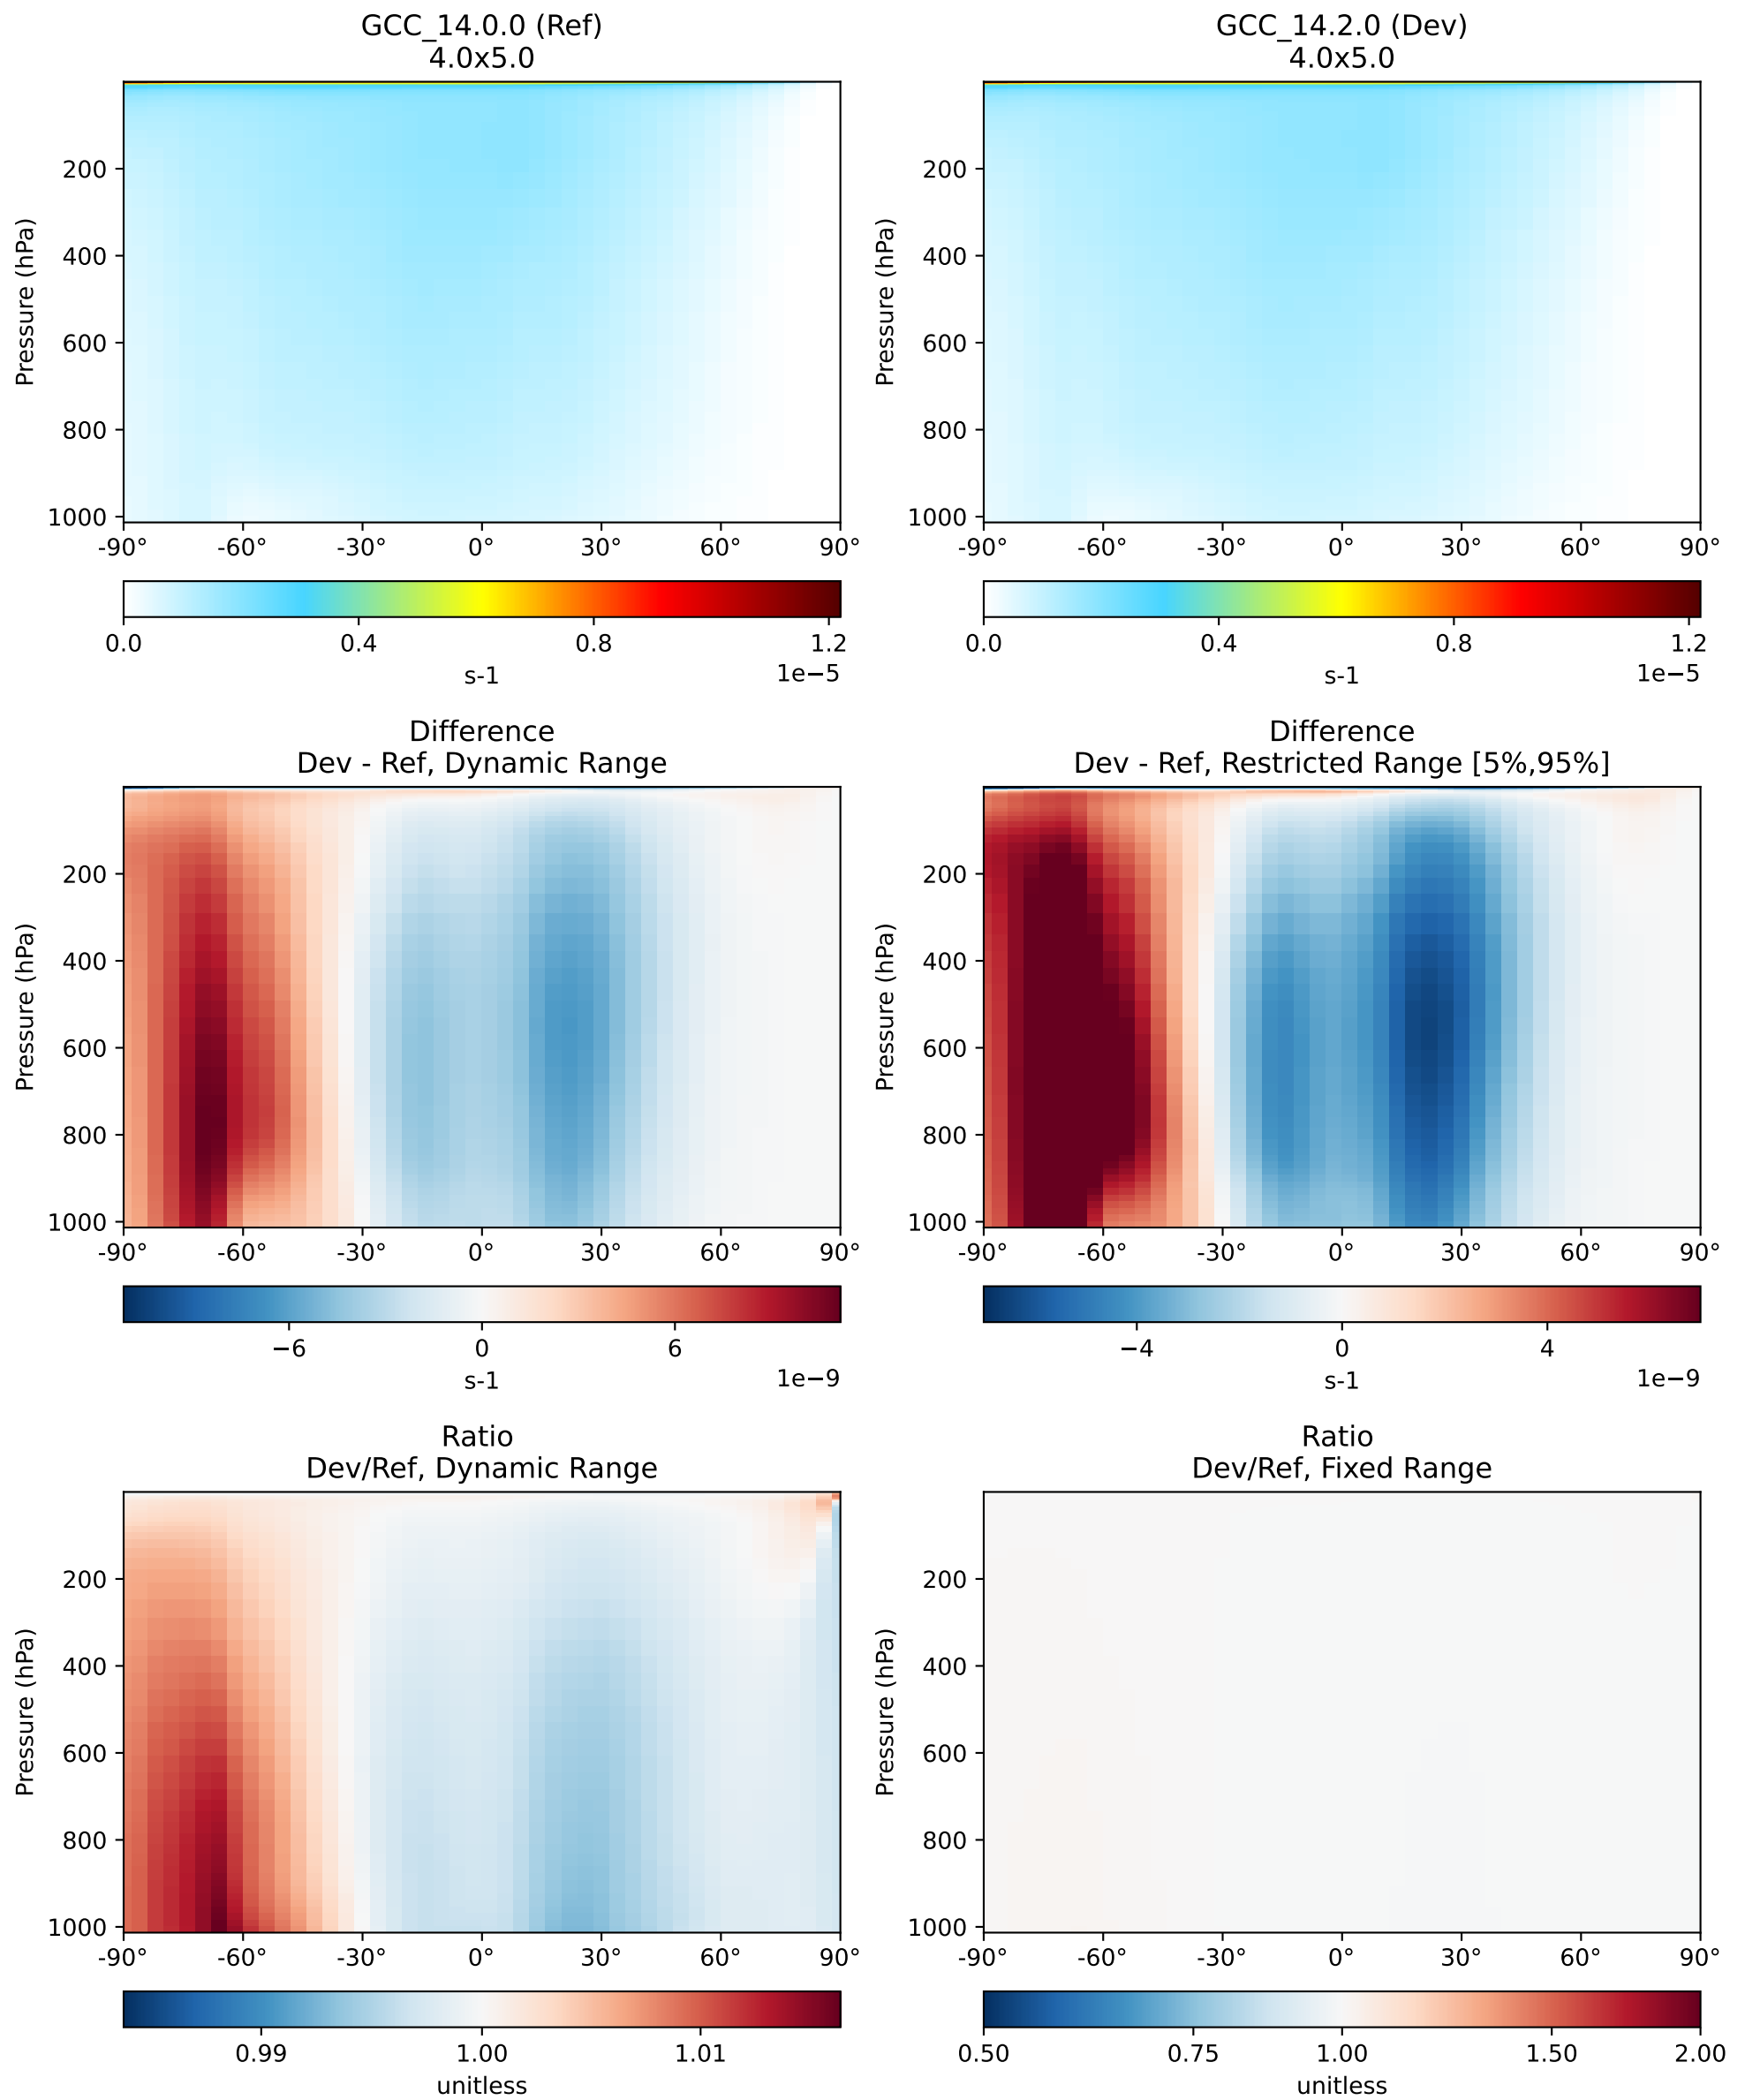 GCC_14.0.0 (Ref)
4.0x5.0
Pressure (hPa)
200
400
600
800
1000
-90° -60° -30° 0° 30° 60° 90°
0.0 0.4 0.8 1.2
s-1 1e−5
GCC_14.2.0 (Dev)
4.0x5.0
Pressure (hPa)
200
400
600
800
1000
-90° -60° -30° 0° 30° 60° 90°
0.0 0.4 0.8 1.2
s-1 1e−5
Difference
Dev - Ref, Dynamic Range
Pressure (hPa)
200
400
600
800
1000
-90° -60° -30° 0° 30° 60° 90°
−6 0 6
s-1 1e−9
Difference
Dev - Ref, Restricted Range [5%,95%]
Pressure (hPa)
200
400
600
800
1000
-90° -60° -30° 0° 30° 60° 90°
−4 0 4
s-1 1e−9
Ratio
Dev/Ref, Dynamic Range
Pressure (hPa)
200
400
600
800
1000
-90° -60° -30° 0° 30° 60° 90°
0.99 1.00 1.01
unitless
Ratio
Dev/Ref, Fixed Range
Pressure (hPa)
200
400
600
800
1000
-90° -60° -30° 0° 30° 60° 90°
0.50 0.75 1.00 1.50 2.00
unitless